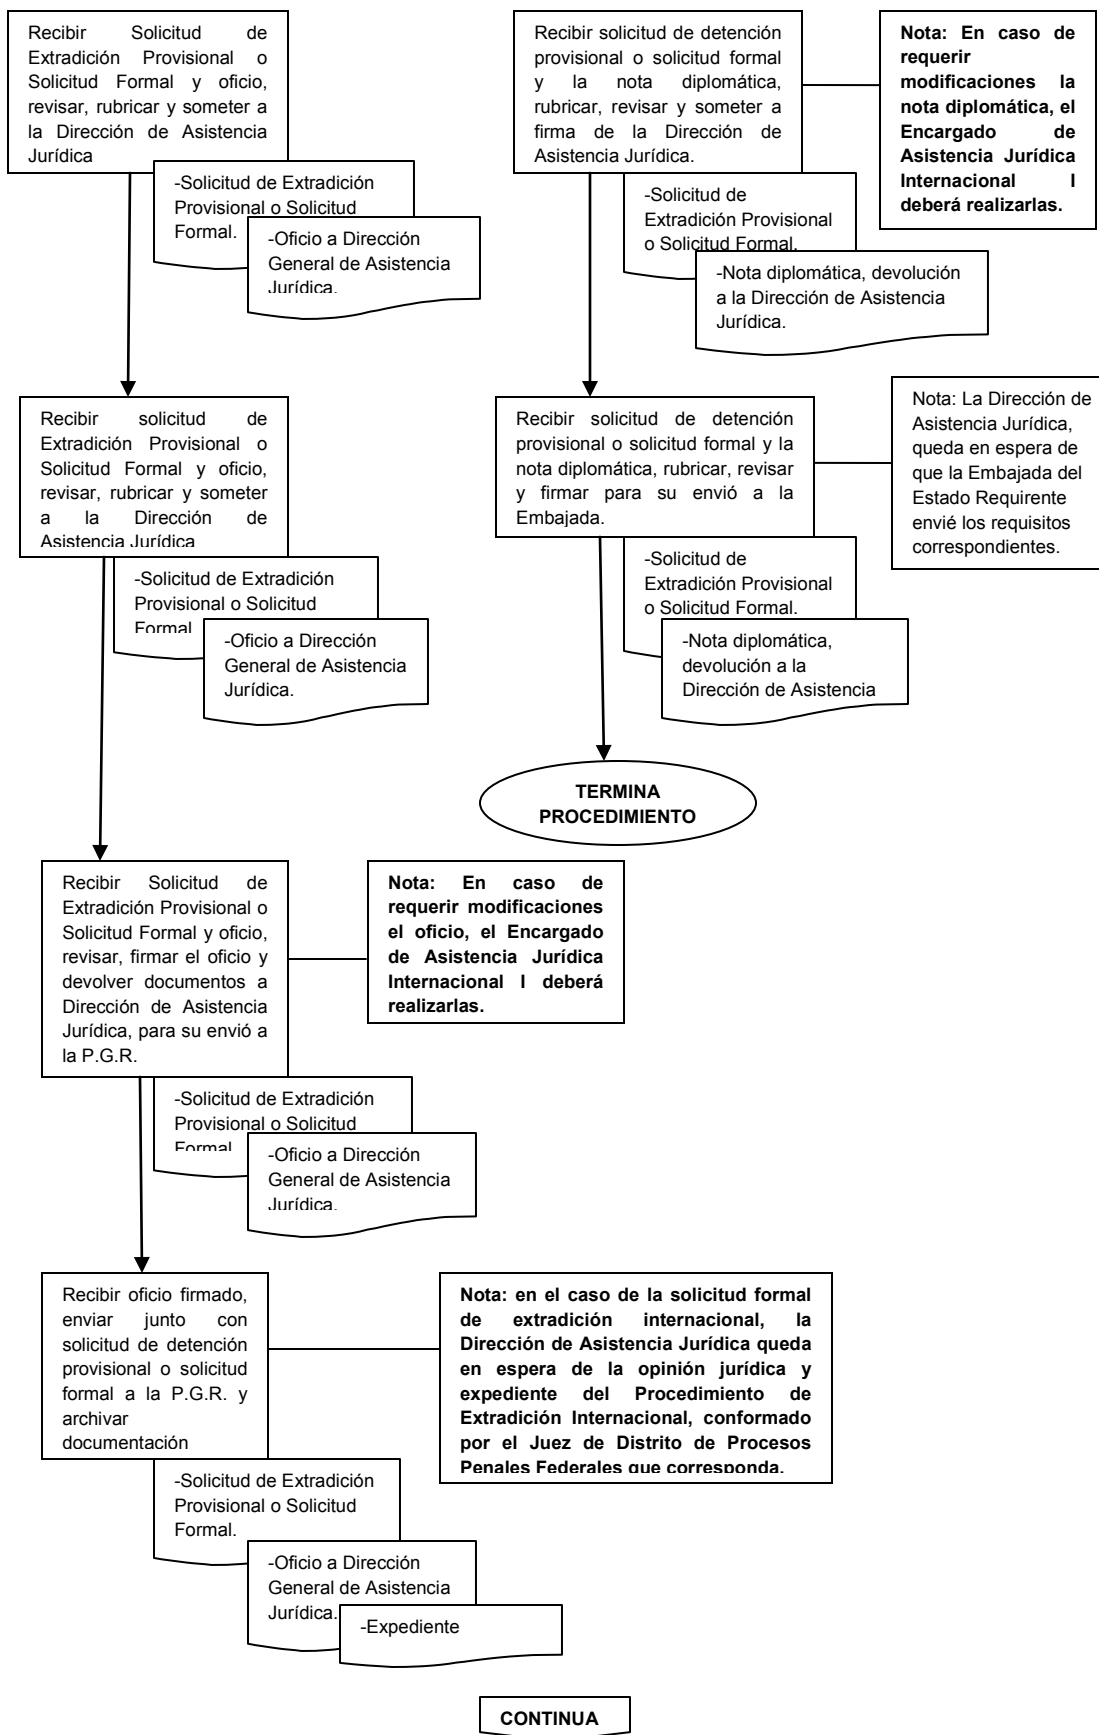 Recibir Solicitud de
Extradición Provisional o
Solicitud Formal y oficio,
revisar, rubricar y someter a
la Dirección de Asistencia
Jurídica
-Solicitud de Extradición
Provisional o Solicitud
Formal.
-Oficio a Dirección
General de Asistencia
Jurídica.
Recibir solicitud de detención
provisional o solicitud formal
y la nota diplomática,
rubricar, revisar y someter a
firma de la Dirección de
Asistencia Jurídica.
Nota: En caso de
requerir
modificaciones la
nota diplomática, el
Encargado de
Asistencia Jurídica
Internacional I
deberá realizarlas.
-Solicitud de
Extradición Provisional
o Solicitud Formal.
-Nota diplomática, devolución
a la Dirección de Asistencia
Jurídica.
Recibir solicitud de
Extradición Provisional o
Solicitud Formal y oficio,
revisar, rubricar y someter
a la Dirección de
Asistencia Jurídica
-Solicitud de Extradición
Provisional o Solicitud
Formal
-Oficio a Dirección
General de Asistencia
Jurídica.
Recibir solicitud de detención
provisional o solicitud formal y la
nota diplomática, rubricar, revisar
y firmar para su envió a la
Embajada.
Nota: La Dirección de
Asistencia Jurídica,
queda en espera de
que la Embajada del
Estado Requirente
envié los requisitos
correspondientes.
-Solicitud de
Extradición Provisional
o Solicitud Formal.
-Nota diplomática,
devolución a la
Dirección de Asistencia
TERMINA
PROCEDIMIENTO
Recibir Solicitud de
Extradición Provisional o
Solicitud Formal y oficio,
revisar, firmar el oficio y
devolver documentos a
Dirección de Asistencia
Jurídica, para su envió a
la P.G.R.
Nota: En caso de
requerir modificaciones
el oficio, el Encargado
de Asistencia Jurídica
Internacional I deberá
realizarlas.
-Solicitud de Extradición
Provisional o Solicitud
Formal
-Oficio a Dirección
General de Asistencia
Jurídica.
Recibir oficio firmado,
enviar junto con
solicitud de detención
provisional o solicitud
formal a la P.G.R. y
archivar
documentación
Nota: en el caso de la solicitud formal
de extradición internacional, la
Dirección de Asistencia Jurídica queda
en espera de la opinión jurídica y
expediente del Procedimiento de
Extradición Internacional, conformado
por el Juez de Distrito de Procesos
Penales Federales que corresponda.
-Solicitud de Extradición
Provisional o Solicitud
Formal.
-Oficio a Dirección
General de Asistencia
Jurídica.
-Expediente
CONTINUA